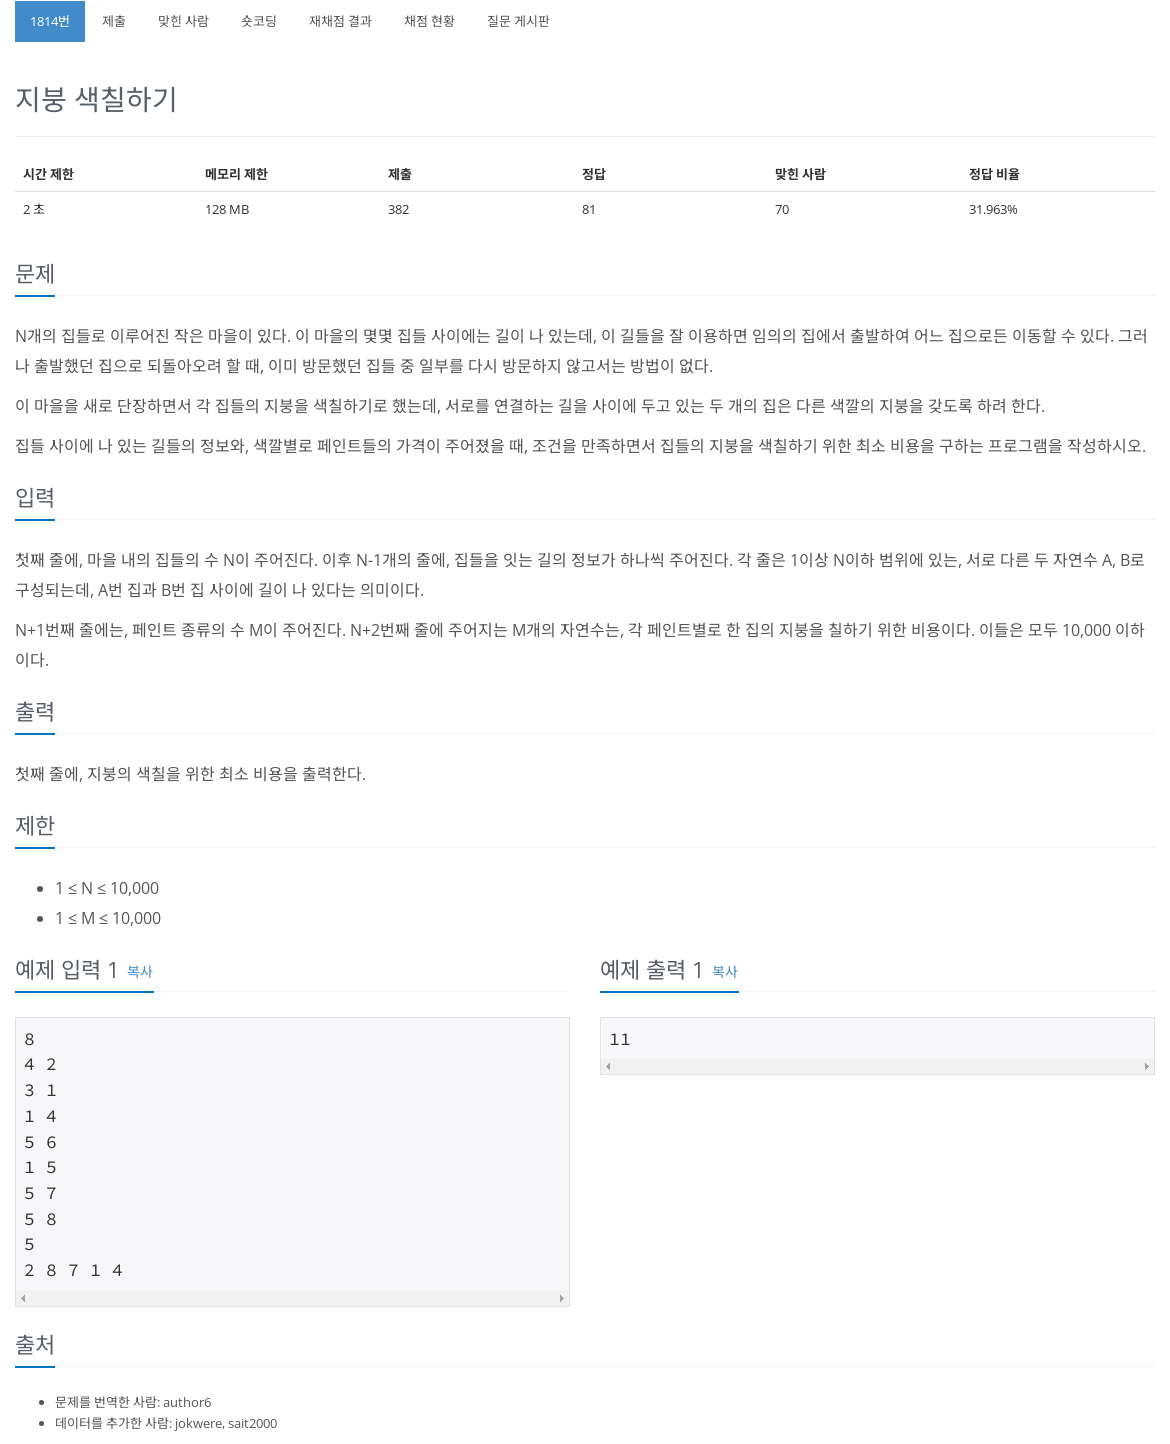 1814번 제출 맞힌 사람 숏코딩 재채점 결과 채점 현황 질문 게시판
지붕 색칠하기
시간 제한 메모리 제한 제출 정답 맞힌 사람 정답 비율
2 초 128 MB 382 81 70 31.963%
문제
N개의 집들로 이루어진 작은 마을이 있다. 이 마을의 몇몇 집들 사이에는 길이 나 있는데, 이 길들을 잘 이용하면 임의의 집에서 출발하여 어느 집으로든 이동할 수 있다. 그러
나 출발했던 집으로 되돌아오려 할 때, 이미 방문했던 집들 중 일부를 다시 방문하지 않고서는 방법이 없다.
이 마을을 새로 단장하면서 각 집들의 지붕을 색칠하기로 했는데, 서로를 연결하는 길을 사이에 두고 있는 두 개의 집은 다른 색깔의 지붕을 갖도록 하려 한다.
집들 사이에 나 있는 길들의 정보와, 색깔별로 페인트들의 가격이 주어졌을 때, 조건을 만족하면서 집들의 지붕을 색칠하기 위한 최소 비용을 구하는 프로그램을 작성하시오.
입력
첫째 줄에, 마을 내의 집들의 수 N이 주어진다. 이후 N-1개의 줄에, 집들을 잇는 길의 정보가 하나씩 주어진다. 각 줄은 1이상 N이하 범위에 있는, 서로 다른 두 자연수 A, B로
구성되는데, A번 집과 B번 집 사이에 길이 나 있다는 의미이다.
N+1번째 줄에는, 페인트 종류의 수 M이 주어진다. N+2번째 줄에 주어지는 M개의 자연수는, 각 페인트별로 한 집의 지붕을 칠하기 위한 비용이다. 이들은 모두 10,000 이하
이다.
출력
첫째 줄에, 지붕의 색칠을 위한 최소 비용을 출력한다.
제한
• 1 ≤ N ≤ 10,000
• 1 ≤ M ≤ 10,000
예제 입력 1 복사
8
4 2
3 1
1 4
5 6
1 5
5 7
5 8
5
2 8 7 1 4
예제 출력 1 복사
11
출처
• 문제를 번역한 사람: author6
• 데이터를 추가한 사람: jokwere, sait2000